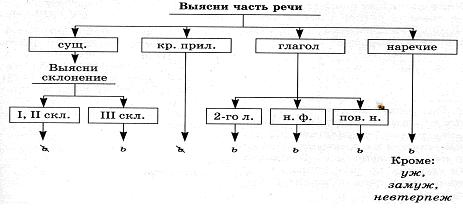 Выясни часть речи
сущ. кр. прил. глагол наречие
Выясни
склонение
I, II скл. III скл. 2-го л. н. ф. пов. н.
ь ь ь ь ь ь ь
Кроме:
уж,
замуж,
невтерпеж